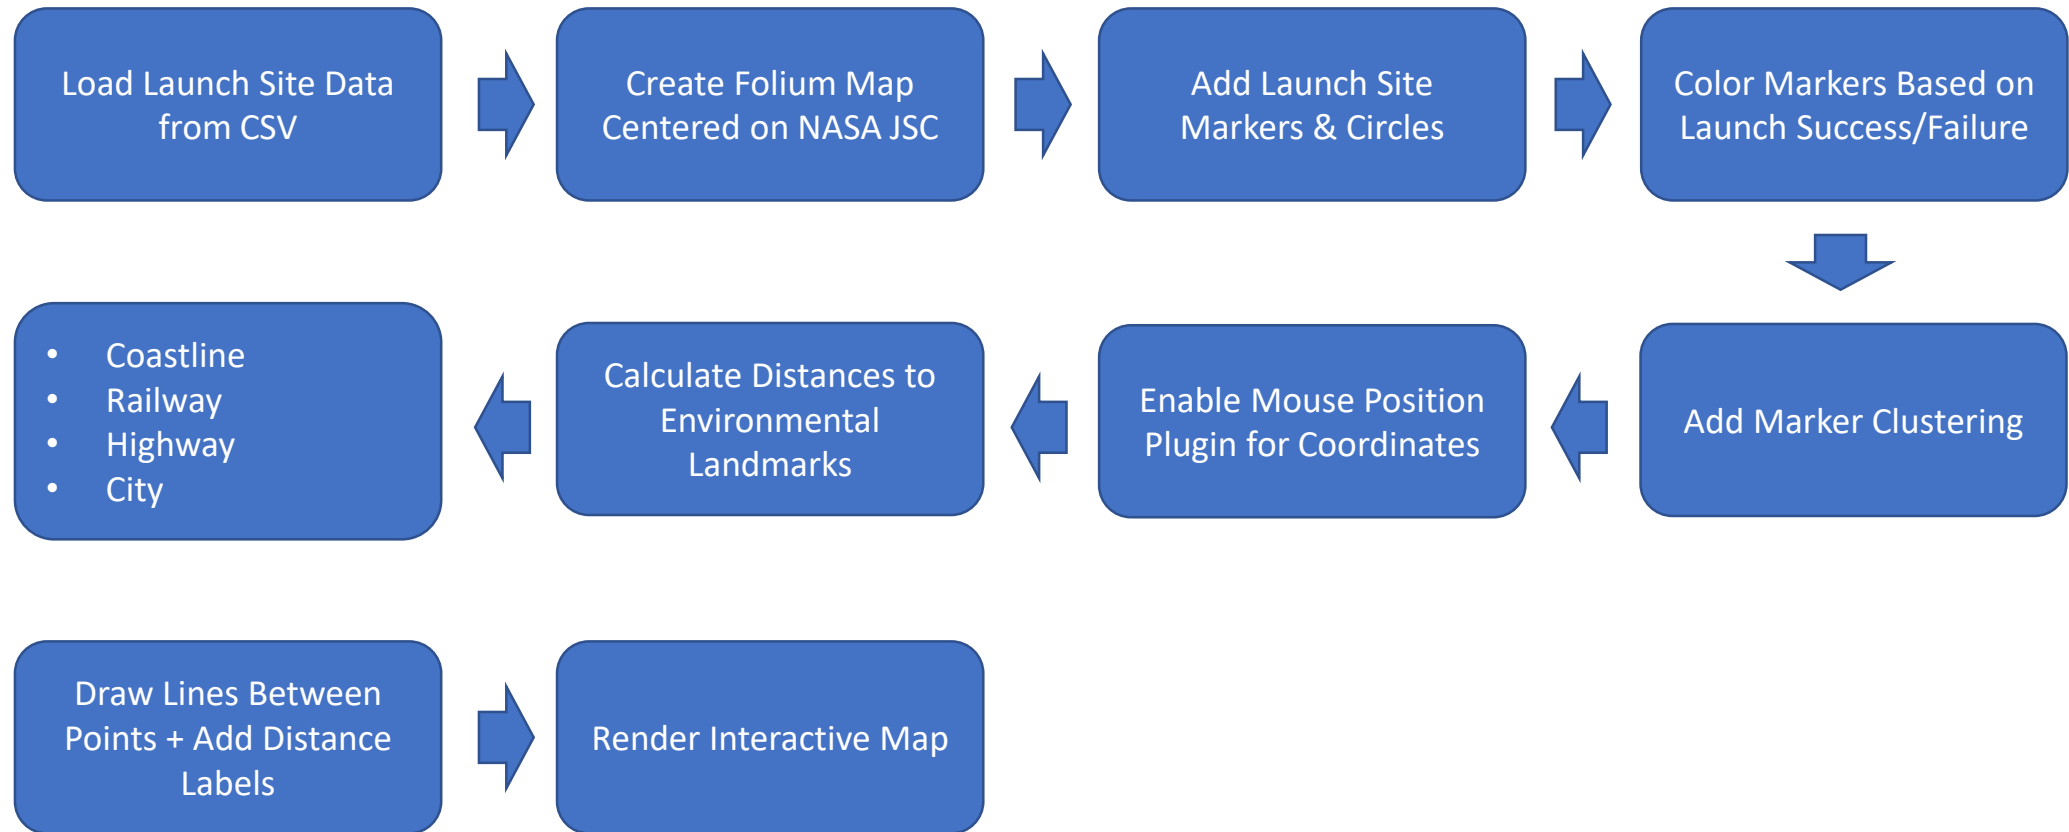 Load Launch Site Data
from CSV
Create Folium Map
Centered on NASA JSC
Add Launch Site
Markers & Circles
Color Markers Based on
Launch Success/Failure
Add Marker Clustering
Enable Mouse Position
Plugin for Coordinates
Calculate Distances to
Environmental
Landmarks
• Coastline
• Railway
• Highway
• City
Draw Lines Between
Points + Add Distance
Labels
Render Interactive Map